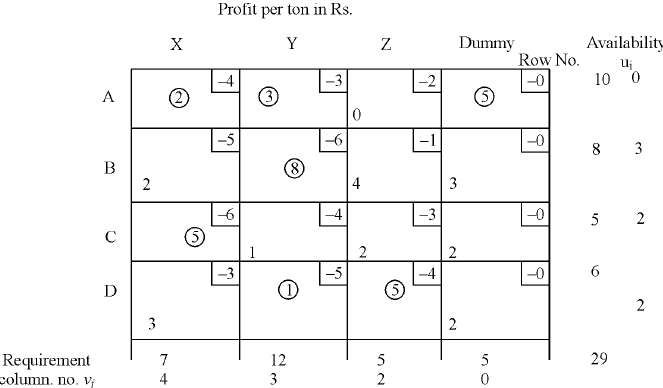 Profit per ton in Rs.
X Y Z Dummy Availability
Row No. ui
A –4 –3 –2 –0 10 0
2 3 5
0
B –5 –6 –1 –0 8 3
8
2 4 3
C –6 –4 –3 –0 5 2
5
1 2 2
D –3 –5 –4 –0 6
1 5
3 2 2
Requirement 7 12 5 5 29
column. no. vi 4 3 2 0